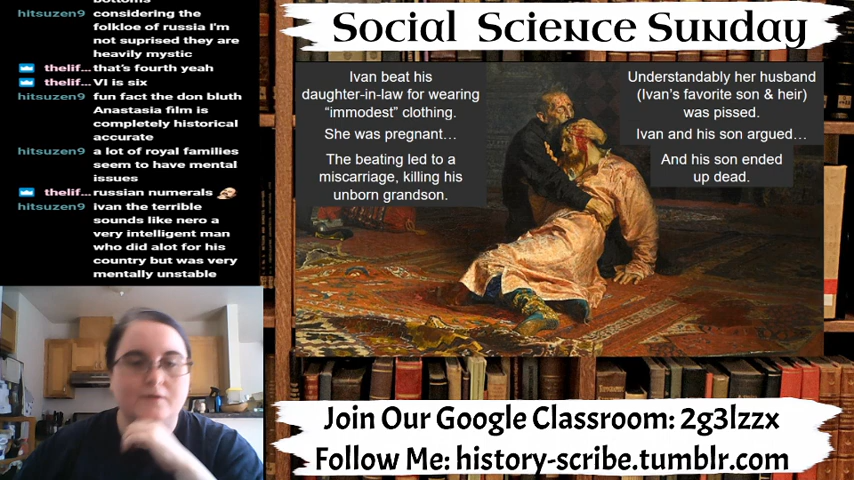 bottoms
hitsuzen9 considering the
folkloe of russia I'm
not suprised they are
heavily mystic
thelif... that's fourth yeah
thelif... VI is six
hitsuzen9 fun fact the don bluth
Anastasia film is
completely historical
accurate
hitsuzen9 a lot of royal families
seem to have mental
issues
thelif... russian numerals
hitsuzen9 ivan the terrible
sounds like nero a
very intelligent man
who did alot for his
country but was very
mentally unstable
Social Science Sunday
Ivan beat his
daughter-in-law for wearing
“immodest” clothing.
She was pregnant…
The beating led to a
miscarriage, killing his
unborn grandson.
Understandably her husband
(Ivan’s favorite son & heir)
was pissed.
Ivan and his son argued…
And his son ended
up dead.
Join Our Google Classroom: 2g3lzzx
Follow Me: history-scribe.tumblr.com